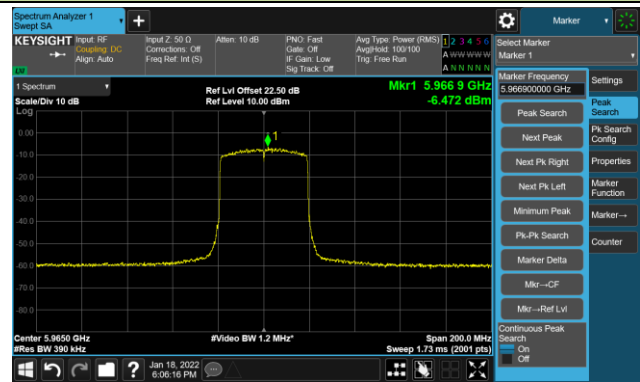 Spectrum Analyzer 1
Swept SA
Marker
KEYSIGHT
Input: RF
Coupling: DC
Align: Auto
Input Z: 50 Ω
Corrections: Off
Freq Ref: Int (S)
Atten: 10 dB
PNO: Fast
Gate: Off
IF Gain: Low
Sig Track: Off
Avg Type: Power (RMS)
Avg|Hold: 100/100
Trig: Free Run
1 2 3 4 5 6
A W W W W W
A N N N N N
LXI
Select Marker
Marker 1
1 Spectrum
Scale/Div 10 dB
Log
Ref Lvl Offset 22.50 dB
Ref Level 10.00 dBm
Mkr1 5.966 9 GHz
-6.472 dBm
1
0.00
-10.0
-20.0
-30.0
-40.0
-50.0
-60.0
-70.0
-80.0
Center 5.9650 GHz
#Res BW 390 kHz
#Video BW 1.2 MHz*
Span 200.0 MHz
Sweep 1.73 ms (2001 pts)
Marker Frequency
5.966900000 GHz
Peak Search
Next Peak
Next Pk Right
Next Pk Left
Minimum Peak
Pk-Pk Search
Marker Delta
Mkr→CF
Mkr→Ref Lvl
Continuous Peak
Search
On
Off
Settings
Peak
Search
Pk Search
Config
Properties
Marker
Function
Marker→
Counter
?
Jan 18, 2022
6:06:16 PM